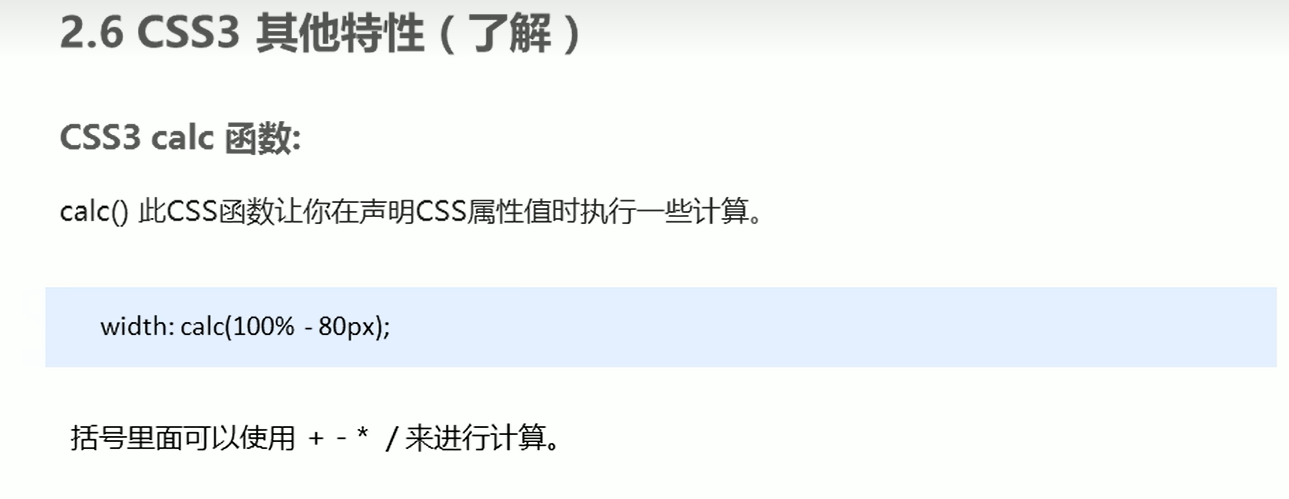 2.6 CSS3 其他特性（了解）
CSS3 calc 函数:
calc() 此CSS函数让你在声明CSS属性值时执行一些计算。
width: calc(100% - 80px);
括号里面可以使用 + - * / 来进行计算。